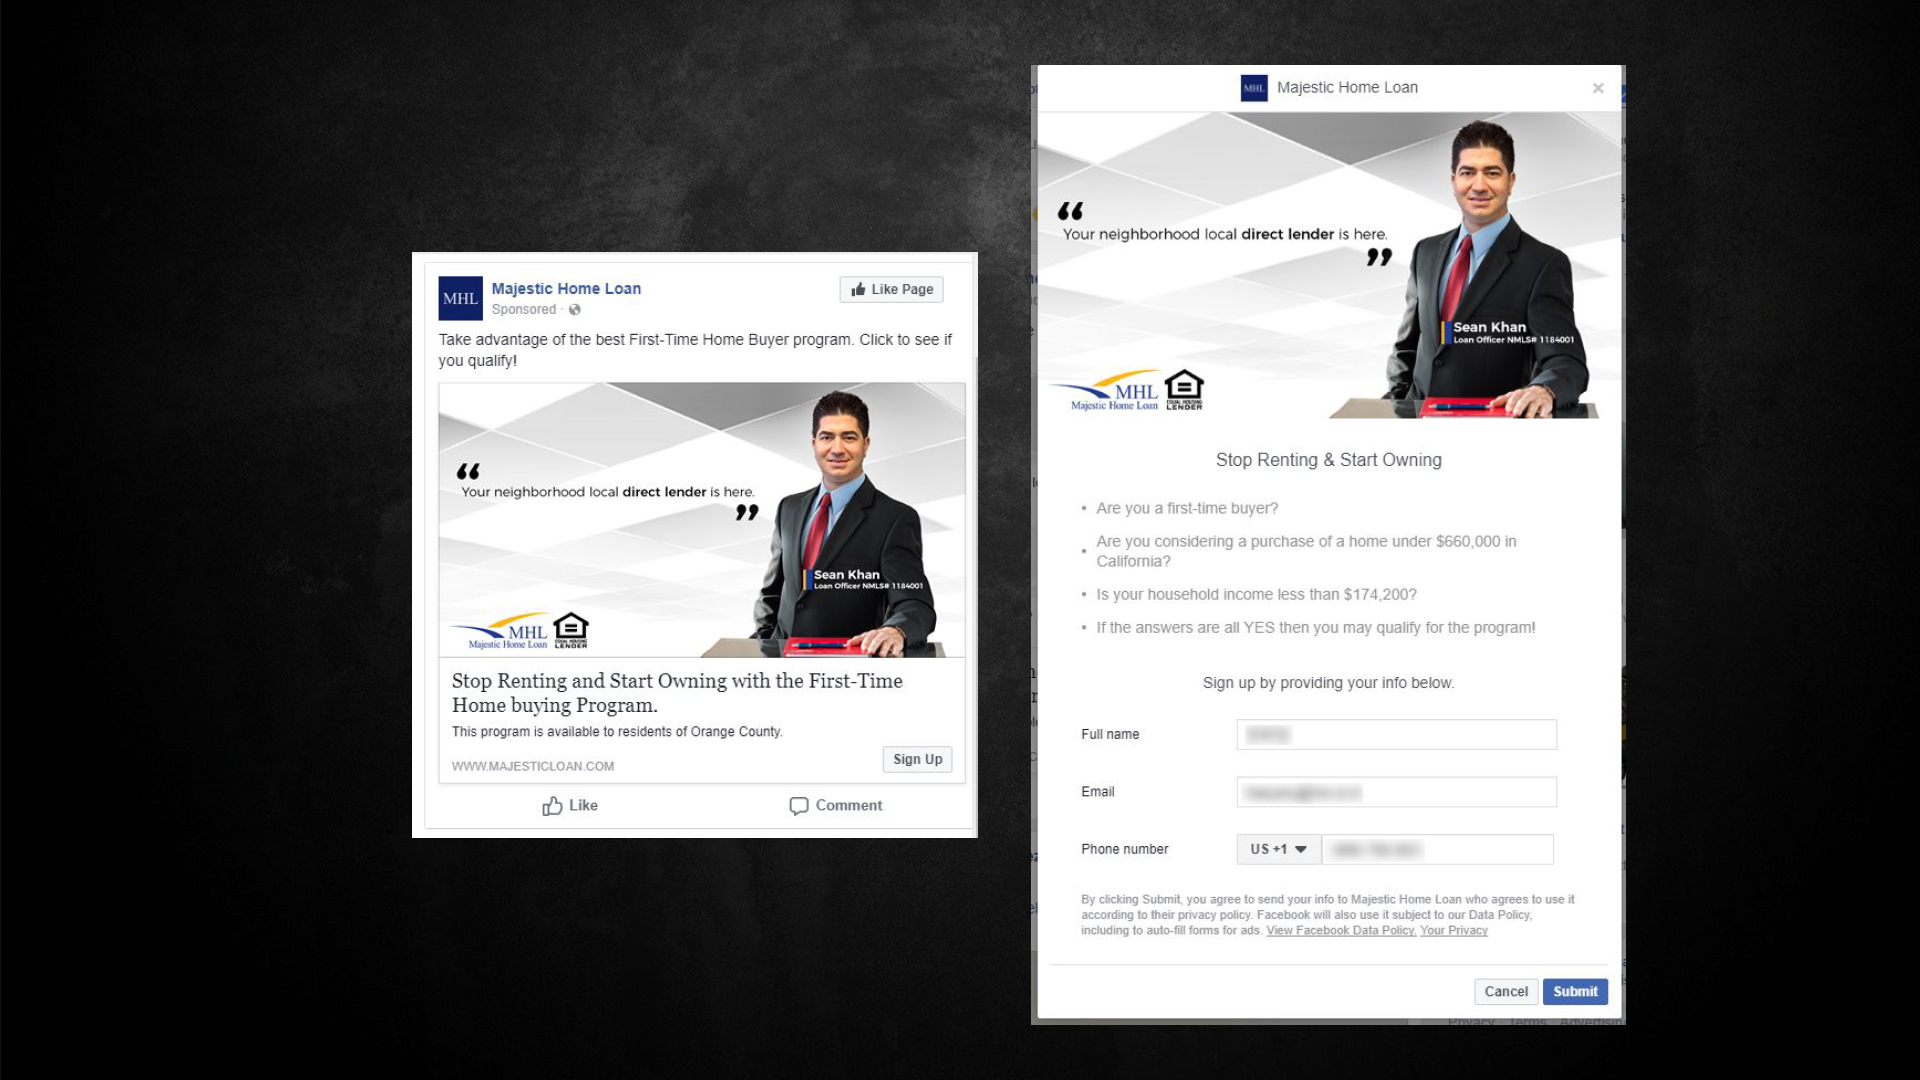 MHL
Majestic Home Loan
Sponsored ·
Like Page
Take advantage of the best First-Time Home Buyer program. Click to see if
you qualify!
“
Your neighborhood local direct lender is here.
”
Sean Khan
Loan Officer NMLS# 1184001
MHL
Majestic Home Loan
EQUAL HOUSING
LENDER
Stop Renting and Start Owning with the First-Time
Home buying Program.
This program is available to residents of Orange County.
WWW.MAJESTICLOAN.COM
Sign Up
Like
Comment
MHL
Majestic Home Loan
×
“
Your neighborhood local direct lender is here.
”
Sean Khan
Loan Officer NMLS# 1184001
MHL
Majestic Home Loan
EQUAL HOUSING
LENDER
Stop Renting & Start Owning
• Are you a first-time buyer?
• Are you considering a purchase of a home under $660,000 in
California?
• Is your household income less than $174,200?
• If the answers are all YES then you may qualify for the program!
Sign up by providing your info below.
Full name
Email
Phone number
US +1
By clicking Submit, you agree to send your info to Majestic Home Loan who agrees to use it
according to their privacy policy. Facebook will also use it subject to our Data Policy,
including to auto-fill forms for ads. View Facebook Data Policy. Your Privacy
Cancel
Submit
Privacy · Terms · Advertisin